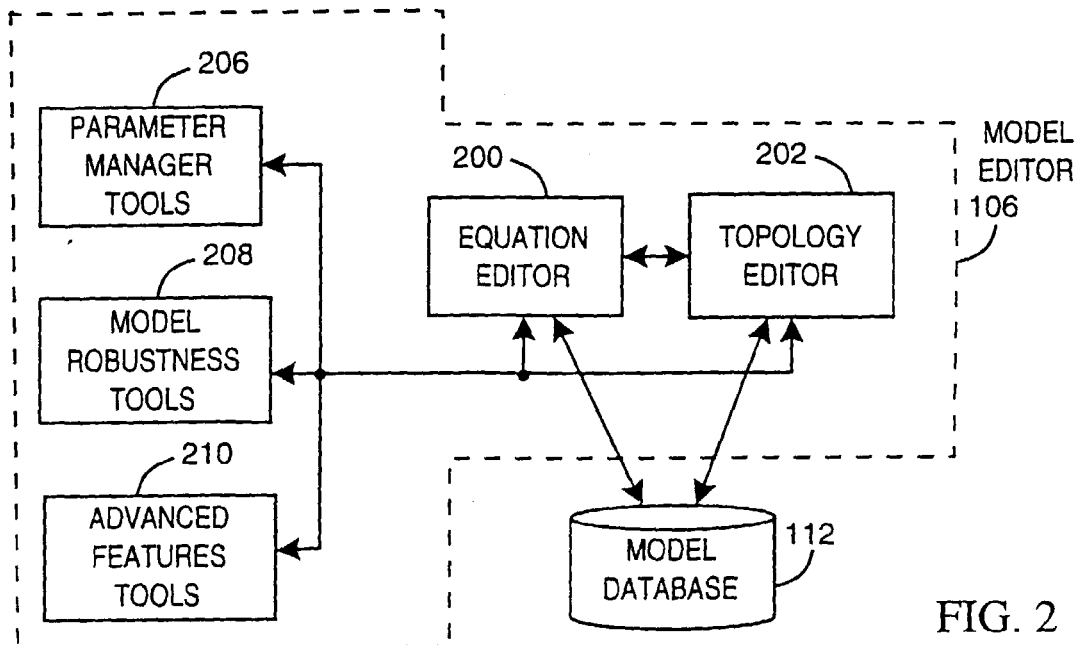 206
PARAMETER
MANAGER
TOOLS
208
MODEL
ROBUSTNESS
TOOLS
210
ADVANCED
FEATURES
TOOLS
200
EQUATION
EDITOR
202
TOPOLOGY
EDITOR
MODEL
EDITOR
106
MODEL
DATABASE
112
FIG. 2